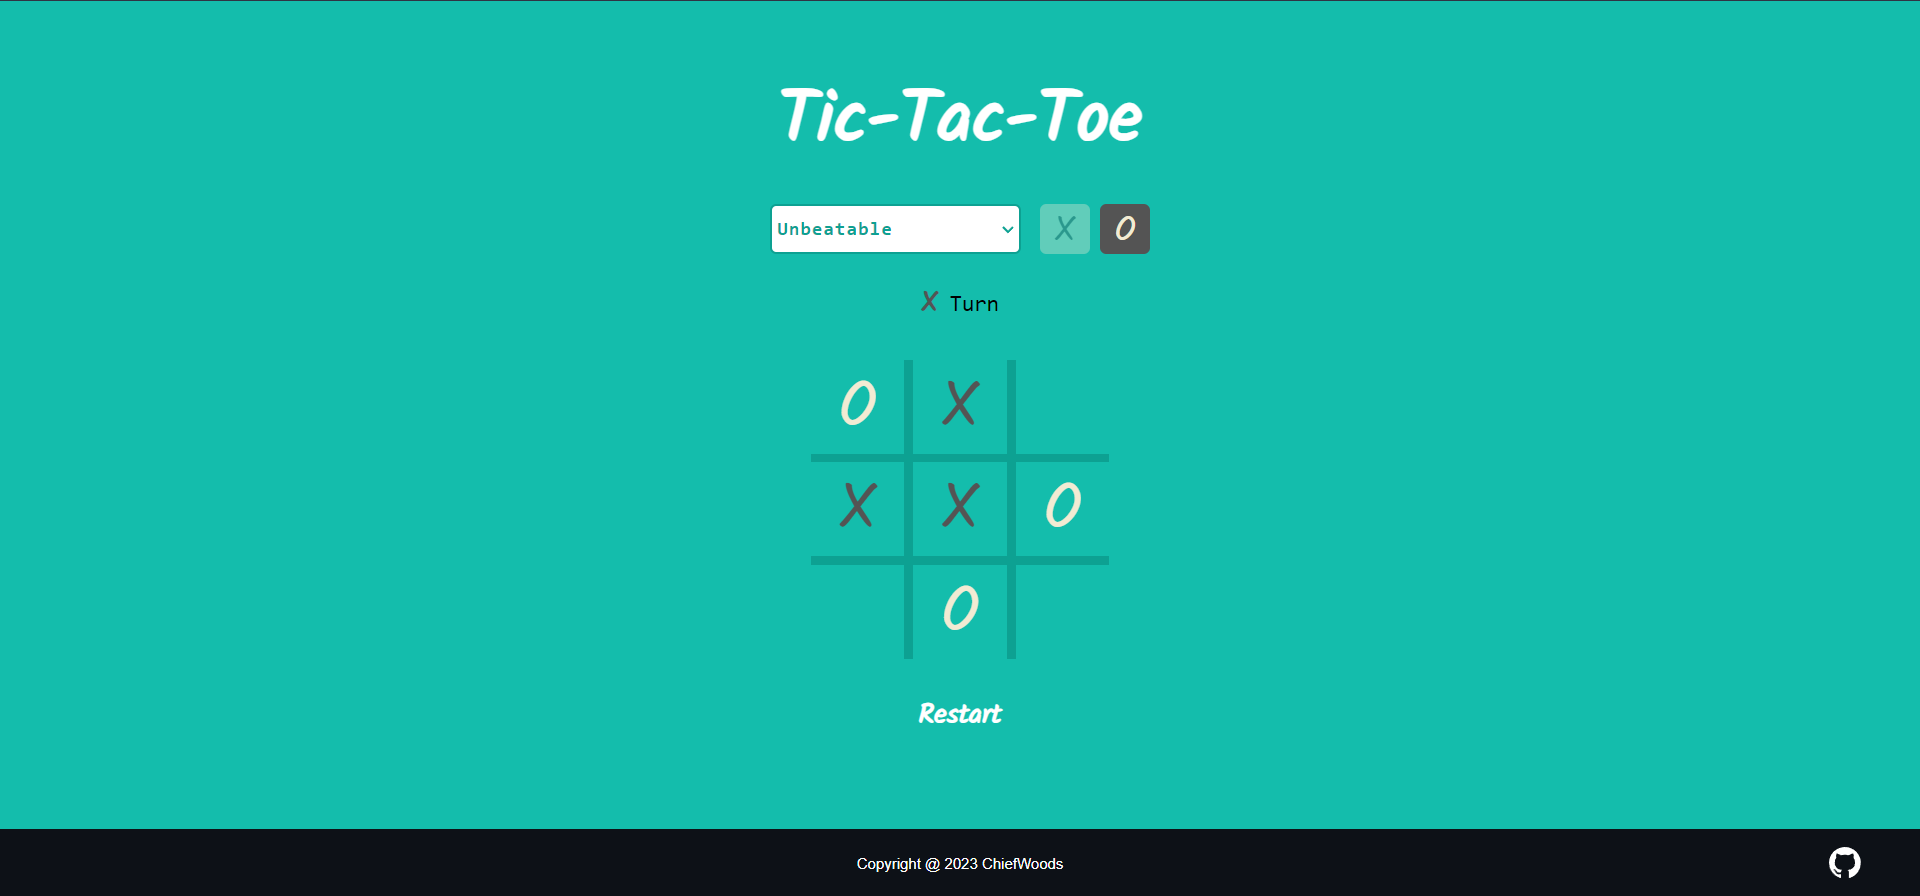 Tic-Tac-Toe
Unbeatable X O
X Turn
O X
X X O
O
Restart
Copyright @ 2023 ChiefWoods